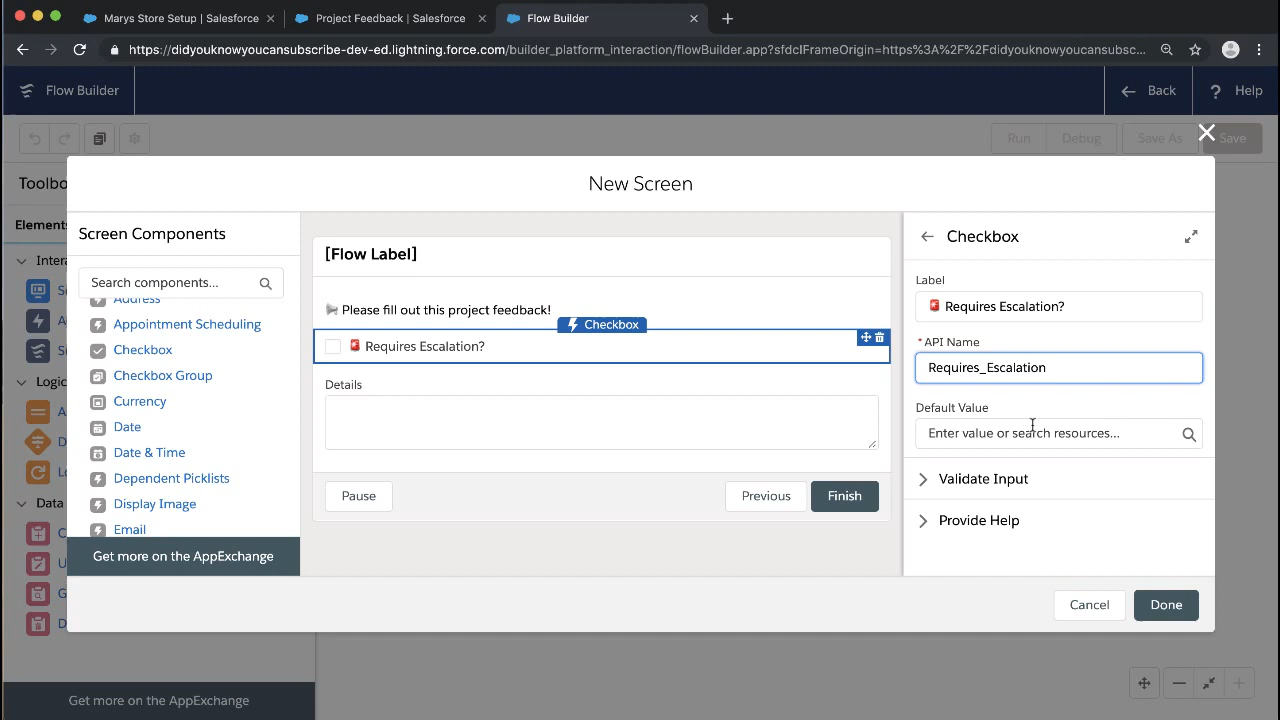 Marys Store Setup | Salesforce
Project Feedback | Salesforce
Flow Builder
https://didyouknowyoucansubscribe-dev-ed.lightning.force.com/builder_platform_interaction/flowBuilder.app?sfdcIFrameOrigin=https%3A%2F%2Fdidyouknowyoucansubsc...
Flow Builder
Back
? Help
Run
Debug
Save As
Save
Toolbo
New Screen
Elements
Screen Components
Search components...
Address
Appointment Scheduling
Checkbox
Checkbox Group
Currency
Date
Date & Time
Dependent Picklists
Display Image
Email
Get more on the AppExchange
[Flow Label]
Please fill out this project feedback!
Checkbox
Requires Escalation?
Details
Pause
Previous
Finish
Checkbox
Label
Requires Escalation?
* API Name
Requires_Escalation
Default Value
Enter value or search resources...
Validate Input
Provide Help
Cancel
Done
Inter
Logic
Data
Get more on the AppExchange